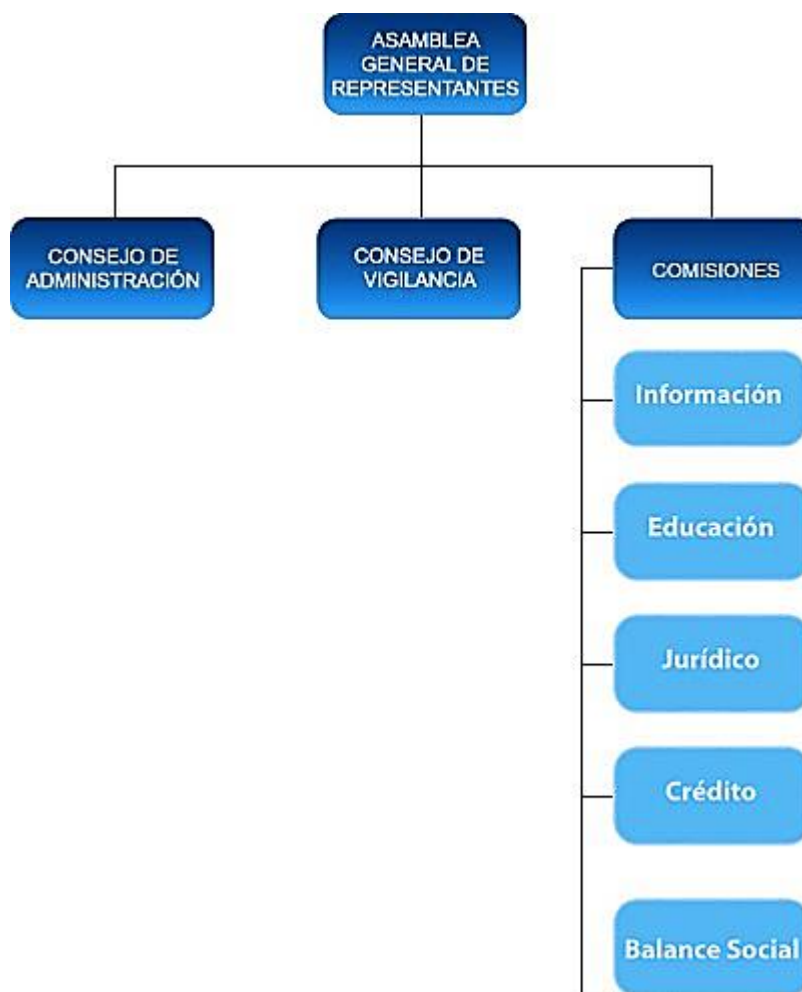 ASAMBLEA
GENERAL DE
REPRESENTANTES
CONSEJO DE
ADMINISTRACIÓN
CONSEJO DE
VIGILANCIA
COMISIONES
Información
Educación
Jurídico
Crédito
Balance Social